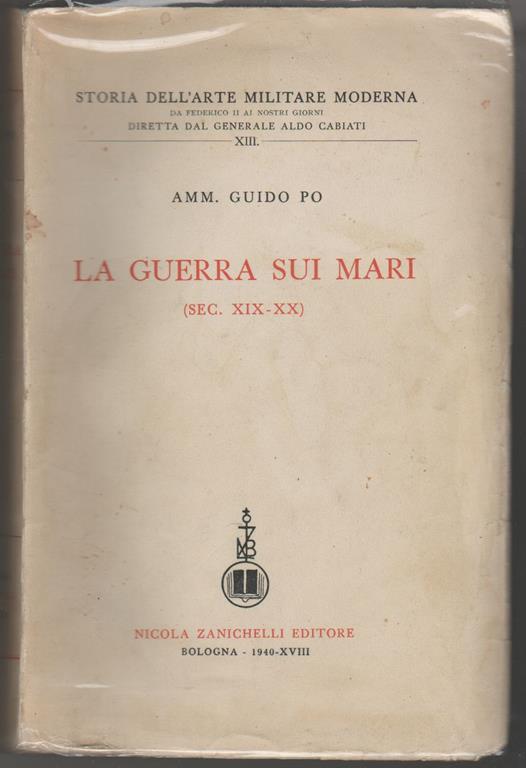 STORIA DELL'ARTE MILITARE MODERNA
DA FEDERICO II AI NOSTRI GIORNI
DIRETTA DAL GENERALE ALDO CABIATI
XIII.
AMM. GUIDO PO
LA GUERRA SUI MARI
(SEC. XIX-XX)
NICOLA ZANICHELLI EDITORE
BOLOGNA - 1940-XVIII